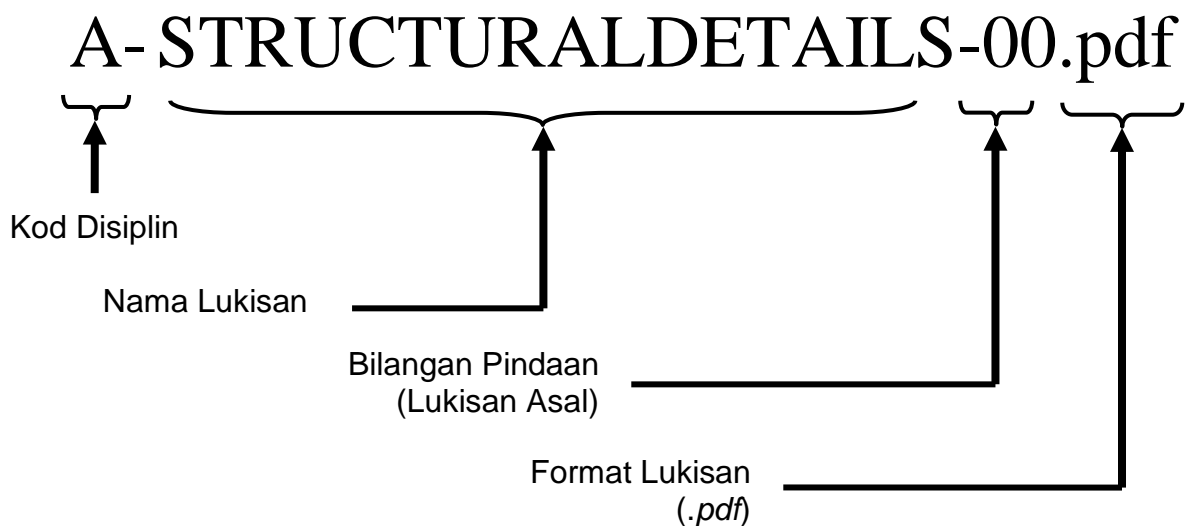 A- STRUCTURALDETAILS-00.pdf
Kod Disiplin
Nama Lukisan
Bilangan Pindaan
(Lukisan Asal)
Format Lukisan
(.pdf)